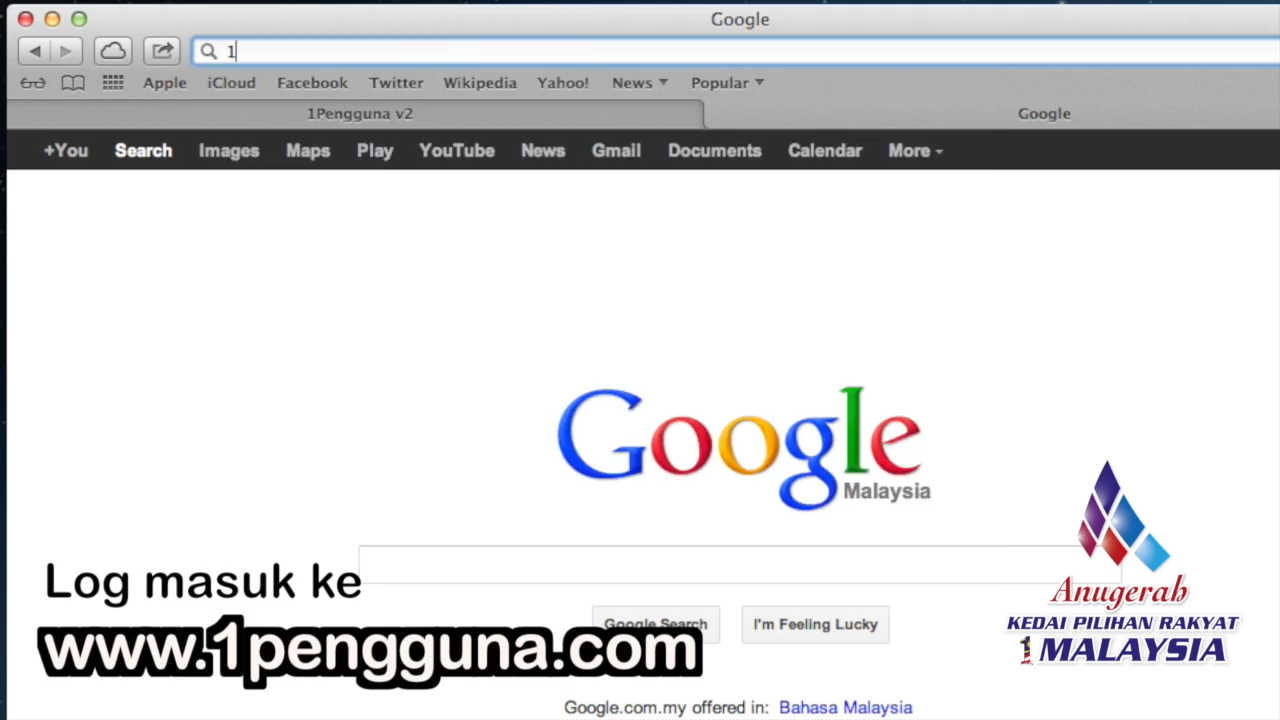 Google
1
Apple iCloud Facebook Twitter Wikipedia Yahoo! News Popular
1Pengguna v2 Google
+You Search Images Maps Play YouTube News Gmail Documents Calendar More
Google
Malaysia
Log masuk ke
www.1pengguna.com
Google Search I'm Feeling Lucky
Anugerah
KEDAI PILIHAN RAKYAT
1MALAYSIA
Google.com.my offered in: Bahasa Malaysia